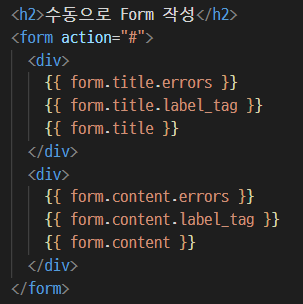 <h2>수동으로 Form 작성</h2>
<form action="#">
  <div>
    {{ form.title.errors }}
    {{ form.title.label_tag }}
    {{ form.title }}
  </div>
  <div>
    {{ form.content.errors }}
    {{ form.content.label_tag }}
    {{ form.content }}
  </div>
</form>